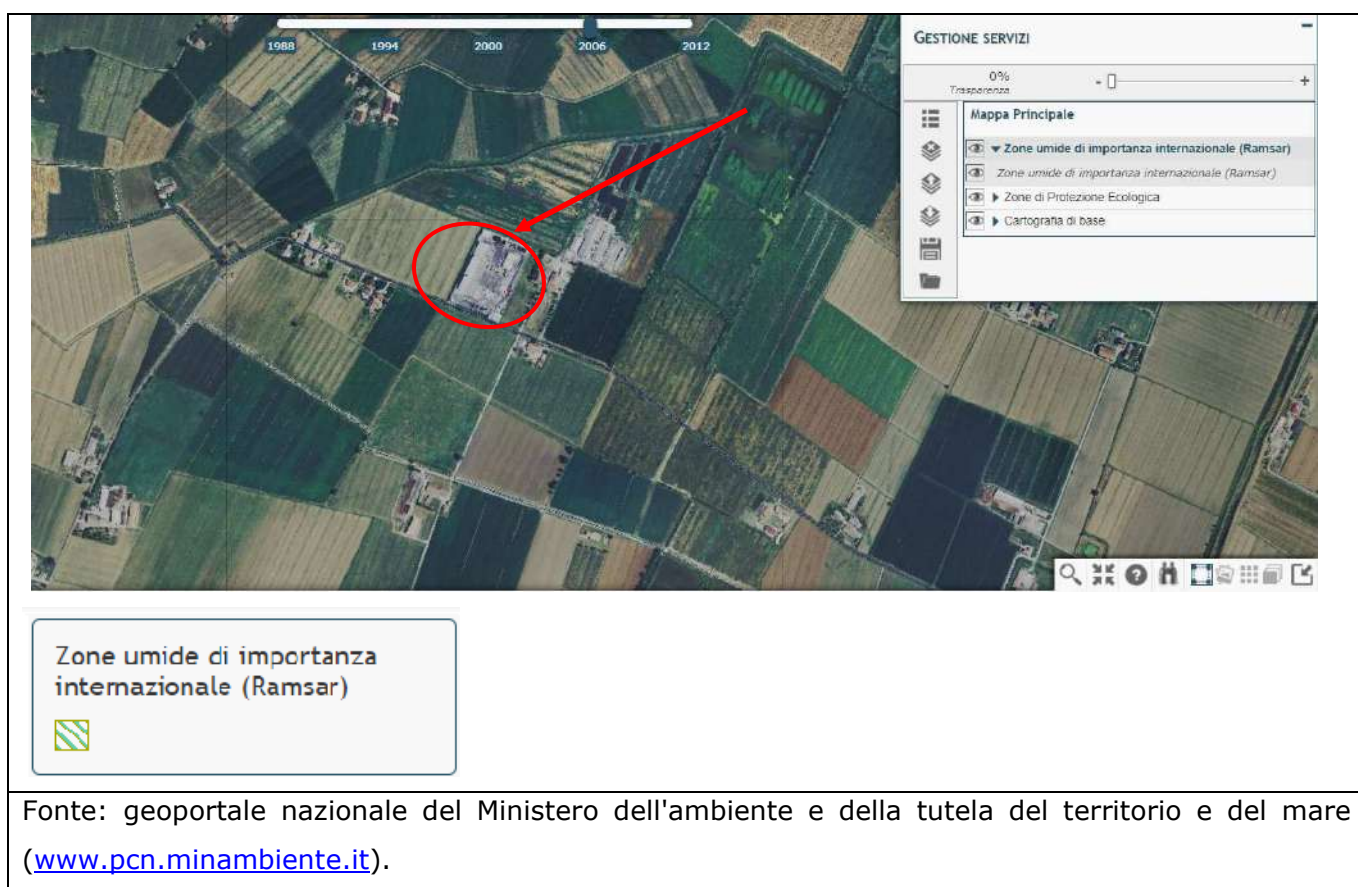 1988 1994 2000 2006 2012
GESTIONE SERVIZI
0%
Trasparenza
- +
Mappa Principale
Zone umide di importanza internazionale (Ramsar)
Zone umide di importanza internazionale (Ramsar)
Zone di Protezione Ecologica
Cartografia di base
Zone umide di importanza
internazionale (Ramsar)
Fonte: geoportale nazionale del Ministero dell'ambiente e della tutela del territorio e del mare
(www.pcn.minambiente.it).